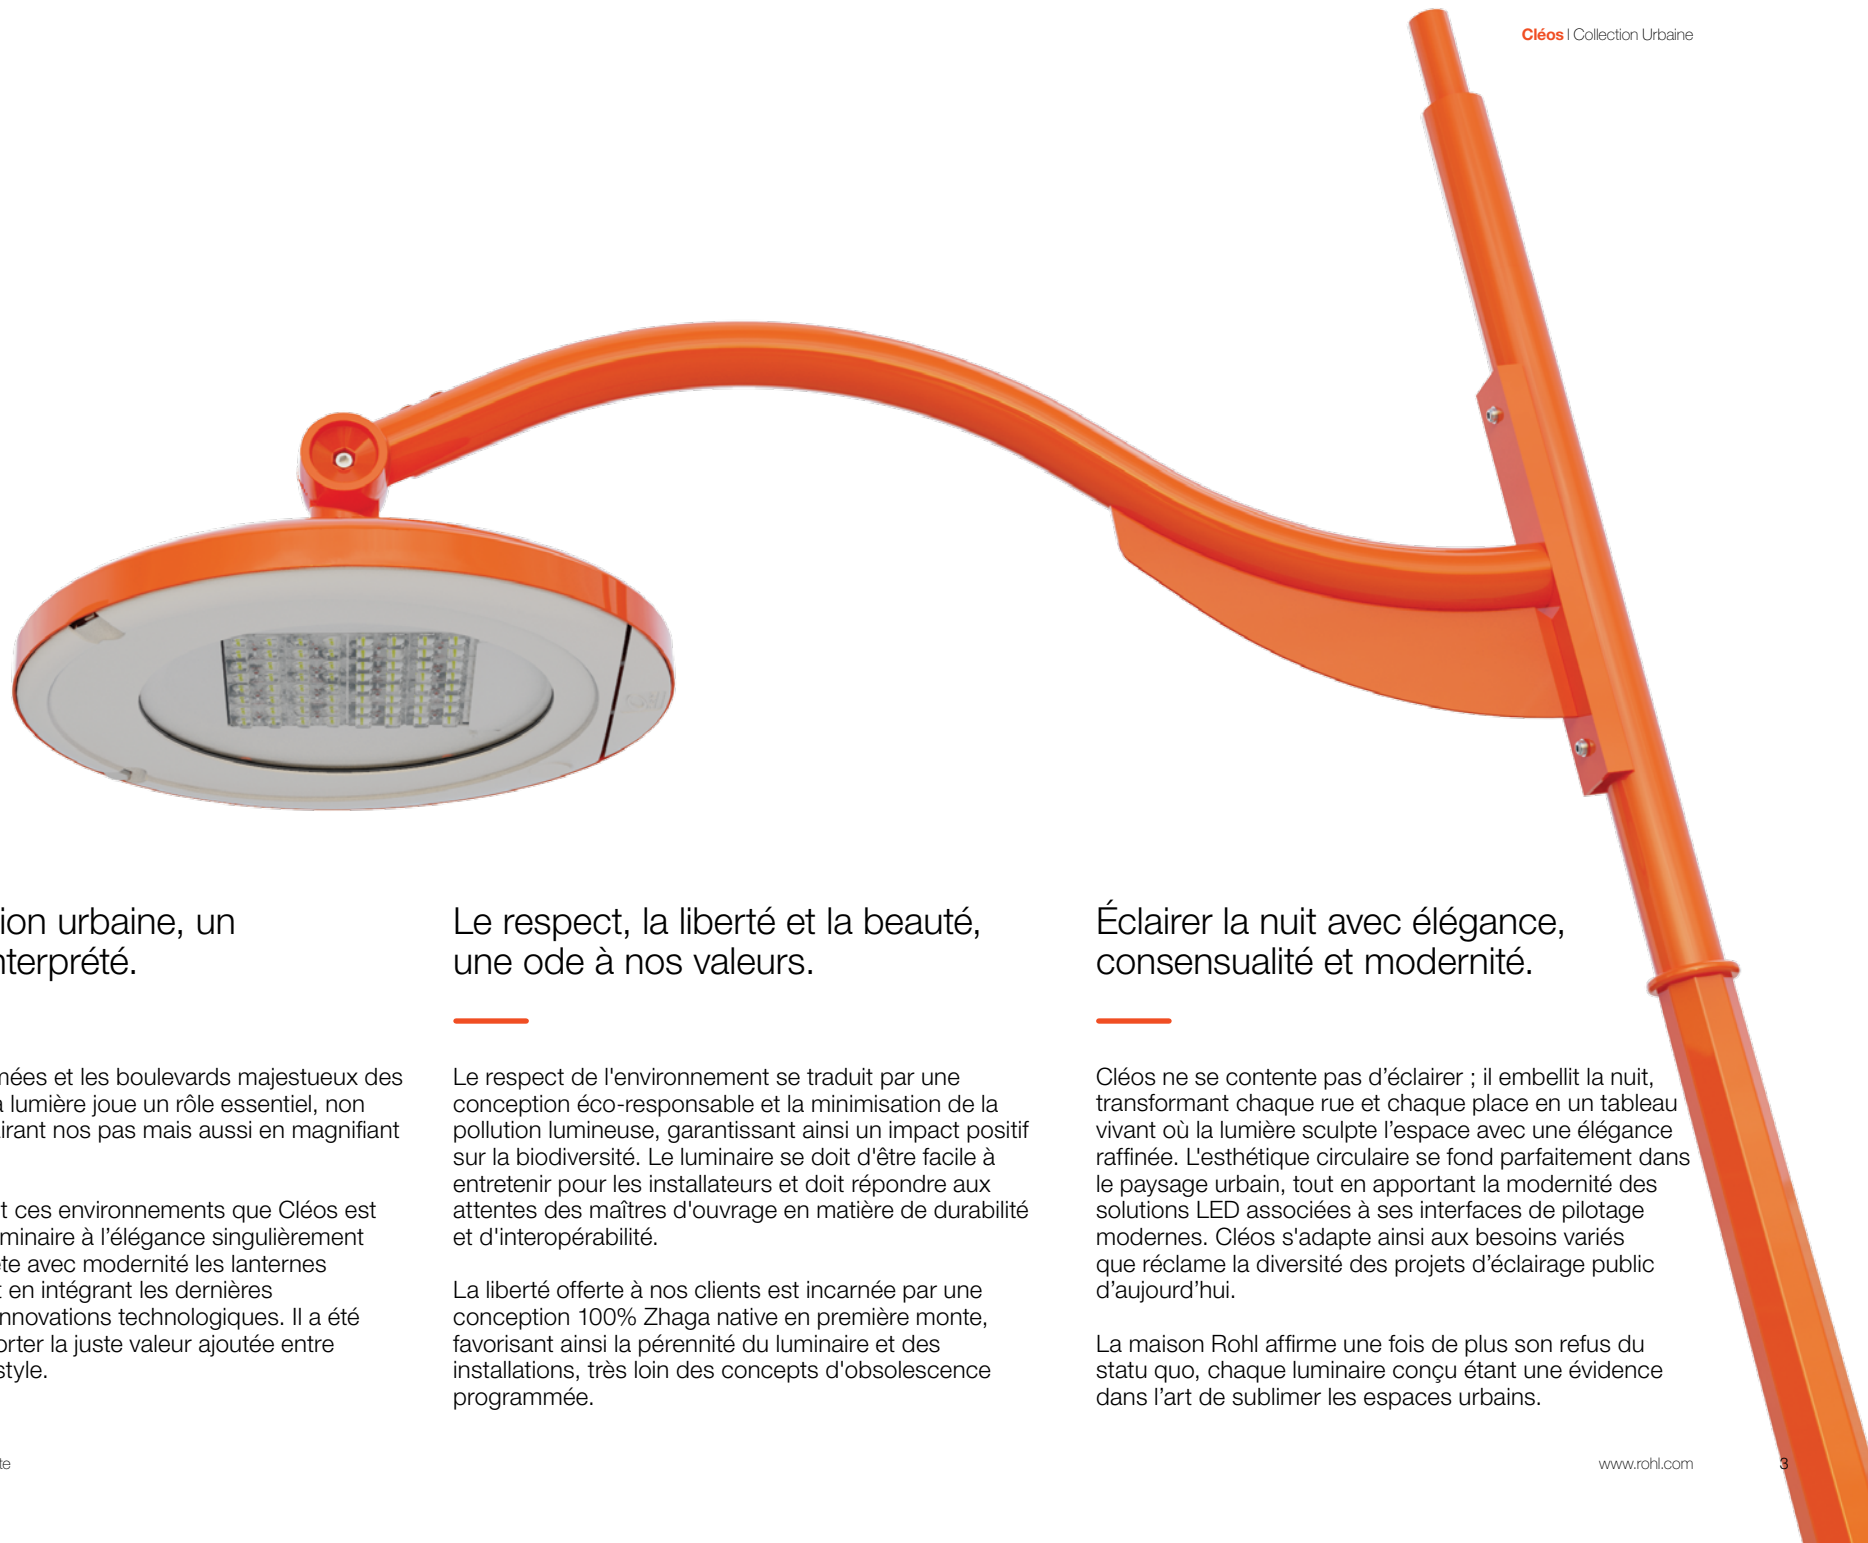 Cléos | Collection Urbaine
ion urbaine, un
nterprété.
nées et les boulevards majestueux des
lumière joue un rôle essentiel, non
irant nos pas mais aussi en magnifiant
t ces environnements que Cléos est
minaire à l’élégance singulièrement
te avec modernité les lanternes
t en intégrant les dernières
nnovations technologiques. Il a été
orter la juste valeur ajoutée entre
style.
Le respect, la liberté et la beauté,
une ode à nos valeurs.
Le respect de l'environnement se traduit par une
conception éco-responsable et la minimisation de la
pollution lumineuse, garantissant ainsi un impact positif
sur la biodiversité. Le luminaire se doit d'être facile à
entretenir pour les installateurs et doit répondre aux
attentes des maîtres d'ouvrage en matière de durabilité
et d'interopérabilité.
La liberté offerte à nos clients est incarnée par une
conception 100% Zhaga native en première monte,
favorisant ainsi la pérennité du luminaire et des
installations, très loin des concepts d'obsolescence
programmée.
Éclairer la nuit avec élégance,
consensualité et modernité.
Cléos ne se contente pas d’éclairer ; il embellit la nuit,
transformant chaque rue et chaque place en un tableau
vivant où la lumière sculpte l’espace avec une élégance
raffinée. L'esthétique circulaire se fond parfaitement dans
le paysage urbain, tout en apportant la modernité des
solutions LED associées à ses interfaces de pilotage
modernes. Cléos s'adapte ainsi aux besoins variés
que réclame la diversité des projets d’éclairage public
d’aujourd’hui.
La maison Rohl affirme une fois de plus son refus du
statu quo, chaque luminaire conçu étant une évidence
dans l’art de sublimer les espaces urbains.
te
www.rohl.com
3